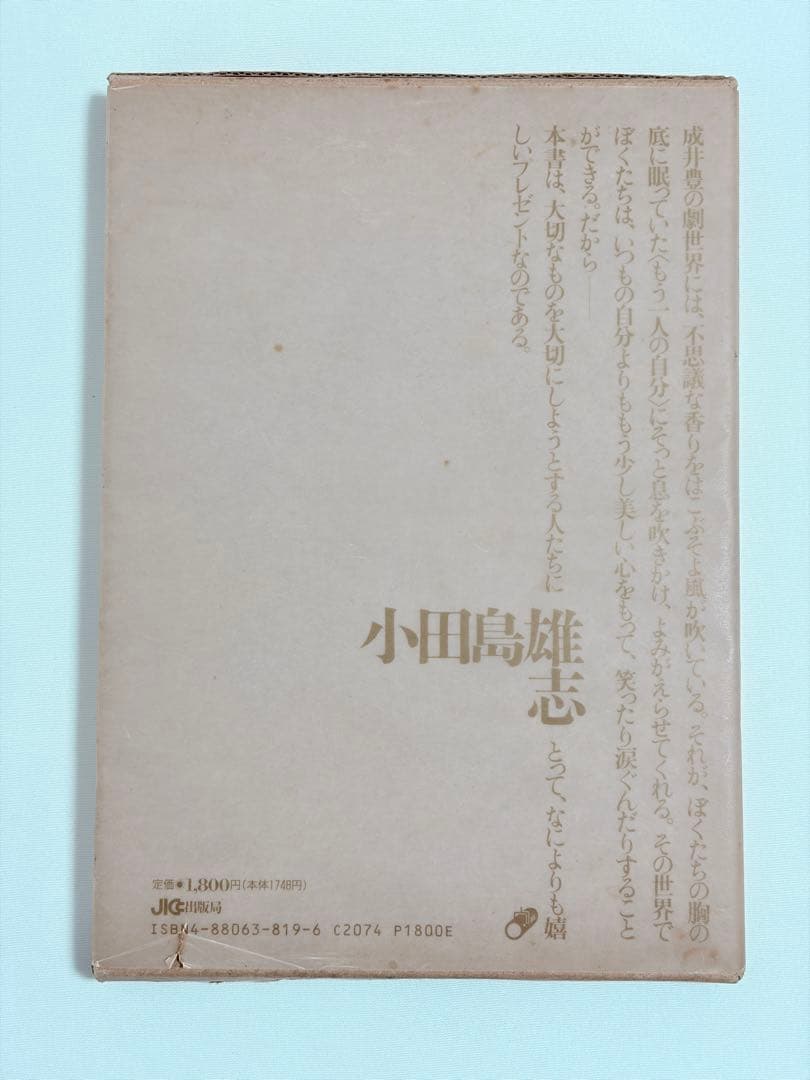 成井豊の劇世界には、不思議な香りをはこぶそよ風が吹いている。それが、ぼくたちの胸の
底に眠っていた〈もう一人の自分〉にそっと息を吹きかけ、よみがえらせてくれる。その世界で
ぼくたちは、いつもの自分よりももう少し美しい心をもって、笑ったり涙ぐんだりすること
ができる。だから──
本書は、大切なものを大切にしようとする人たちに とって、なによりも嬉
しいプレゼントなのである。
小田島雄志
定価●1,800円(本体1748円)
JICC出版局
ISBN4-88063-819-6 C2074 P1800E